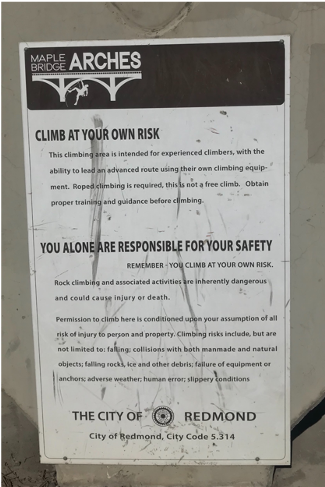 MAPLE
BRIDGE ARCHES
CLIMB AT YOUR OWN RISK
This climbing area is intended for experienced climbers, with the
ability to lead an advanced route using their own climbing equip-
ment. Roped climbing is required, this is not a free climb. Obtain
proper training and guidance before climbing.
YOU ALONE ARE RESPONSIBLE FOR YOUR SAFETY
REMEMBER - YOU CLIMB AT YOUR OWN RISK.
Rock climbing and associated activities are inherently dangerous
and could cause injury or death.
Permission to climb here is conditioned upon your assumption of all
risk of injury to person and property. Climbing risks include, but are
not limited to: falling; collisions with both manmade and natural
objects; falling rocks, ice and other debris; failure of equipment or
anchors; adverse weather; human error; slippery conditions
THE CITY OF REDMOND
City of Redmond, City Code 5.314